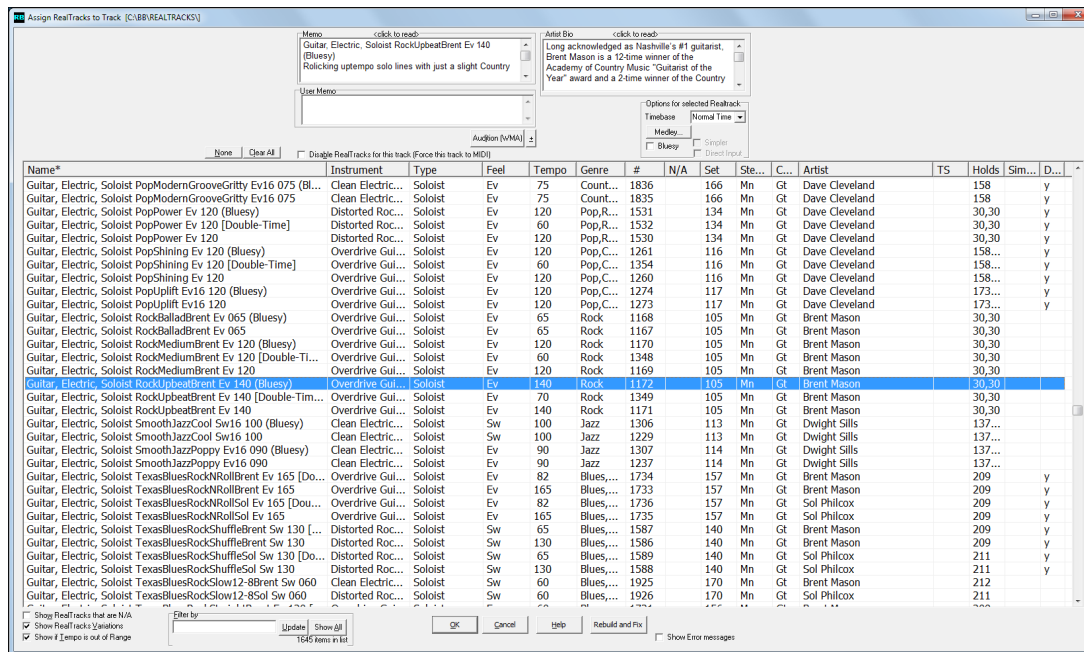 RB Assign RealTracks to Track [C:\BB\REALTRACKS\]
Memo <click to read>
Guitar, Electric, Soloist RockUpbeatBrent Ev 140
(Bluesy)
Rolicking uptempo solo lines with just a slight Country
User Memo
Artist Bio <click to read>
Long acknowledged as Nashville's #1 guitarist,
Brent Mason is a 12-time winner of the
Academy of Country Music "Guitarist of the
Year" award and a 2-time winner of the Country
Options for selected Realtrack
Timebase Normal Time
Medley...
Bluesy Simpler
Direct Input
Audition (WMA) ±
None Clear All Disable RealTracks for this track (Force this track to MIDI)
Name* Instrument Type Feel Tempo Genre # N/A Set Ste... C... Artist TS Holds Sim... D...
Guitar, Electric, Soloist PopModernGrooveGritty Ev16 075 (Bl... Clean Electric... Soloist Ev 75 Count... 1836 166 Mn Gt Dave Cleveland 158 y
Guitar, Electric, Soloist PopModernGrooveGritty Ev16 075 Clean Electric... Soloist Ev 75 Count... 1835 166 Mn Gt Dave Cleveland 158 y
Guitar, Electric, Soloist PopPower Ev 120 (Bluesy) Distorted Roc... Soloist Ev 120 Pop,R... 1531 134 Mn Gt Dave Cleveland 30,30 y
Guitar, Electric, Soloist PopPower Ev 120 [Double-Time] Distorted Roc... Soloist Ev 60 Pop,R... 1532 134 Mn Gt Dave Cleveland 30,30 y
Guitar, Electric, Soloist PopPower Ev 120 Distorted Roc... Soloist Ev 120 Pop,R... 1530 134 Mn Gt Dave Cleveland 30,30 y
Guitar, Electric, Soloist PopShining Ev 120 (Bluesy) Overdrive Gui... Soloist Ev 120 Pop,C... 1261 116 Mn Gt Dave Cleveland 158... y
Guitar, Electric, Soloist PopShining Ev 120 [Double-Time] Overdrive Gui... Soloist Ev 60 Pop,C... 1354 116 Mn Gt Dave Cleveland 158... y
Guitar, Electric, Soloist PopShining Ev 120 Overdrive Gui... Soloist Ev 120 Pop,C... 1260 116 Mn Gt Dave Cleveland 158... y
Guitar, Electric, Soloist PopUplift Ev16 120 (Bluesy) Overdrive Gui... Soloist Ev 120 Pop,C... 1274 117 Mn Gt Dave Cleveland 173... y
Guitar, Electric, Soloist PopUplift Ev16 120 Overdrive Gui... Soloist Ev 120 Pop,C... 1273 117 Mn Gt Dave Cleveland 173... y
Guitar, Electric, Soloist RockBalladBrent Ev 065 (Bluesy) Overdrive Gui... Soloist Ev 65 Rock 1168 105 Mn Gt Brent Mason 30,30
Guitar, Electric, Soloist RockBalladBrent Ev 065 Overdrive Gui... Soloist Ev 65 Rock 1167 105 Mn Gt Brent Mason 30,30
Guitar, Electric, Soloist RockMediumBrent Ev 120 (Bluesy) Overdrive Gui... Soloist Ev 120 Rock 1170 105 Mn Gt Brent Mason 30,30
Guitar, Electric, Soloist RockMediumBrent Ev 120 [Double-Ti... Overdrive Gui... Soloist Ev 60 Rock 1348 105 Mn Gt Brent Mason 30,30
Guitar, Electric, Soloist RockMediumBrent Ev 120 Overdrive Gui... Soloist Ev 120 Rock 1169 105 Mn Gt Brent Mason 30,30
Guitar, Electric, Soloist RockUpbeatBrent Ev 140 (Bluesy) Overdrive Gui... Soloist Ev 140 Rock 1172 105 Mn Gt Brent Mason 30,30
Guitar, Electric, Soloist RockUpbeatBrent Ev 140 [Double-Tim... Overdrive Gui... Soloist Ev 70 Rock 1349 105 Mn Gt Brent Mason 30,30
Guitar, Electric, Soloist RockUpbeatBrent Ev 140 Overdrive Gui... Soloist Ev 140 Rock 1171 105 Mn Gt Brent Mason 30,30
Guitar, Electric, Soloist SmoothJazzCool Sw16 100 (Bluesy) Clean Electric... Soloist Sw 100 Jazz 1306 113 Mn Gt Dwight Sills 137...
Guitar, Electric, Soloist SmoothJazzCool Sw16 100 Clean Electric... Soloist Sw 100 Jazz 1229 113 Mn Gt Dwight Sills 137...
Guitar, Electric, Soloist SmoothJazzPoppy Ev16 090 (Bluesy) Clean Electric... Soloist Ev 90 Jazz 1307 114 Mn Gt Dwight Sills 137...
Guitar, Electric, Soloist SmoothJazzPoppy Ev16 090 Clean Electric... Soloist Ev 90 Jazz 1237 114 Mn Gt Dwight Sills 137...
Guitar, Electric, Soloist TexasBluesRockNRollBrent Ev 165 [Do... Overdrive Gui... Soloist Ev 82 Blues,... 1734 157 Mn Gt Brent Mason 209 y
Guitar, Electric, Soloist TexasBluesRockNRollBrent Ev 165 Overdrive Gui... Soloist Ev 165 Blues,... 1733 157 Mn Gt Brent Mason 209 y
Guitar, Electric, Soloist TexasBluesRockNRollSol Ev 165 [Dou... Overdrive Gui... Soloist Ev 82 Blues,... 1736 157 Mn Gt Sol Philcox 209 y
Guitar, Electric, Soloist TexasBluesRockNRollSol Ev 165 Overdrive Gui... Soloist Ev 165 Blues,... 1735 157 Mn Gt Sol Philcox 209 y
Guitar, Electric, Soloist TexasBluesRockShuffleBrent Sw 130 [... Distorted Roc... Soloist Sw 65 Blues,... 1587 140 Mn Gt Brent Mason 209 y
Guitar, Electric, Soloist TexasBluesRockShuffleBrent Sw 130 Distorted Roc... Soloist Sw 130 Blues,... 1586 140 Mn Gt Brent Mason 209 y
Guitar, Electric, Soloist TexasBluesRockShuffleSol Sw 130 [Do... Distorted Roc... Soloist Sw 65 Blues,... 1589 140 Mn Gt Sol Philcox 211 y
Guitar, Electric, Soloist TexasBluesRockShuffleSol Sw 130 Distorted Roc... Soloist Sw 130 Blues,... 1588 140 Mn Gt Sol Philcox 211 y
Guitar, Electric, Soloist TexasBluesRockSlow12-8Brent Sw 060 Clean Electric... Soloist Sw 60 Blues,... 1925 170 Mn Gt Brent Mason 212
Guitar, Electric, Soloist TexasBluesRockSlow12-8Sol Sw 060 Distorted Roc... Soloist Sw 60 Blues,... 1926 170 Mn Gt Sol Philcox 211
Show RealTracks that are N/A
Show RealTracks Variations
Show if Tempo is out of Range
Filter by
Update Show All
1645 items in list
OK Cancel Help Rebuild and Fix
Show Error messages